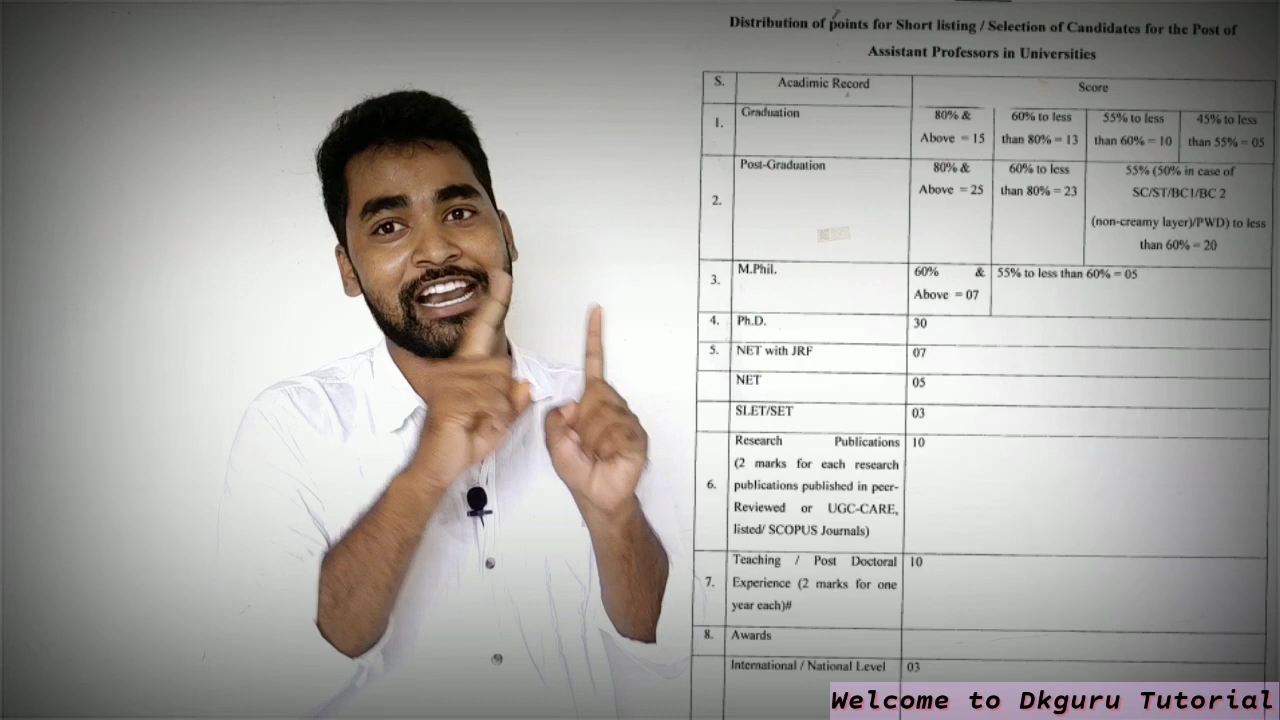 Distribution of points for Short listing / Selection of Candidates for the Post of
Assistant Professors in Universities
S. Acadimic Record Score
1. Graduation 80% & Above = 15 60% to less than 80% = 13 55% to less than 60% = 10 45% to less than 55% = 05
2. Post-Graduation 80% & Above = 25 60% to less than 80% = 23 55% (50% in case of SC/ST/BC1/BC 2 (non-creamy layer)/PWD) to less than 60% = 20
3. M.Phil. 60% & Above = 07 55% to less than 60% = 05
4. Ph.D. 30
5. NET with JRF 07
NET 05
SLET/SET 03
6. Research Publications 10
(2 marks for each research
publications published in peer-
Reviewed or UGC-CARE,
listed/ SCOPUS Journals)
7. Teaching / Post Doctoral 10
Experience (2 marks for one
year each)#
8. Awards
International / National Level 03
Welcome to Dkguru Tutorial